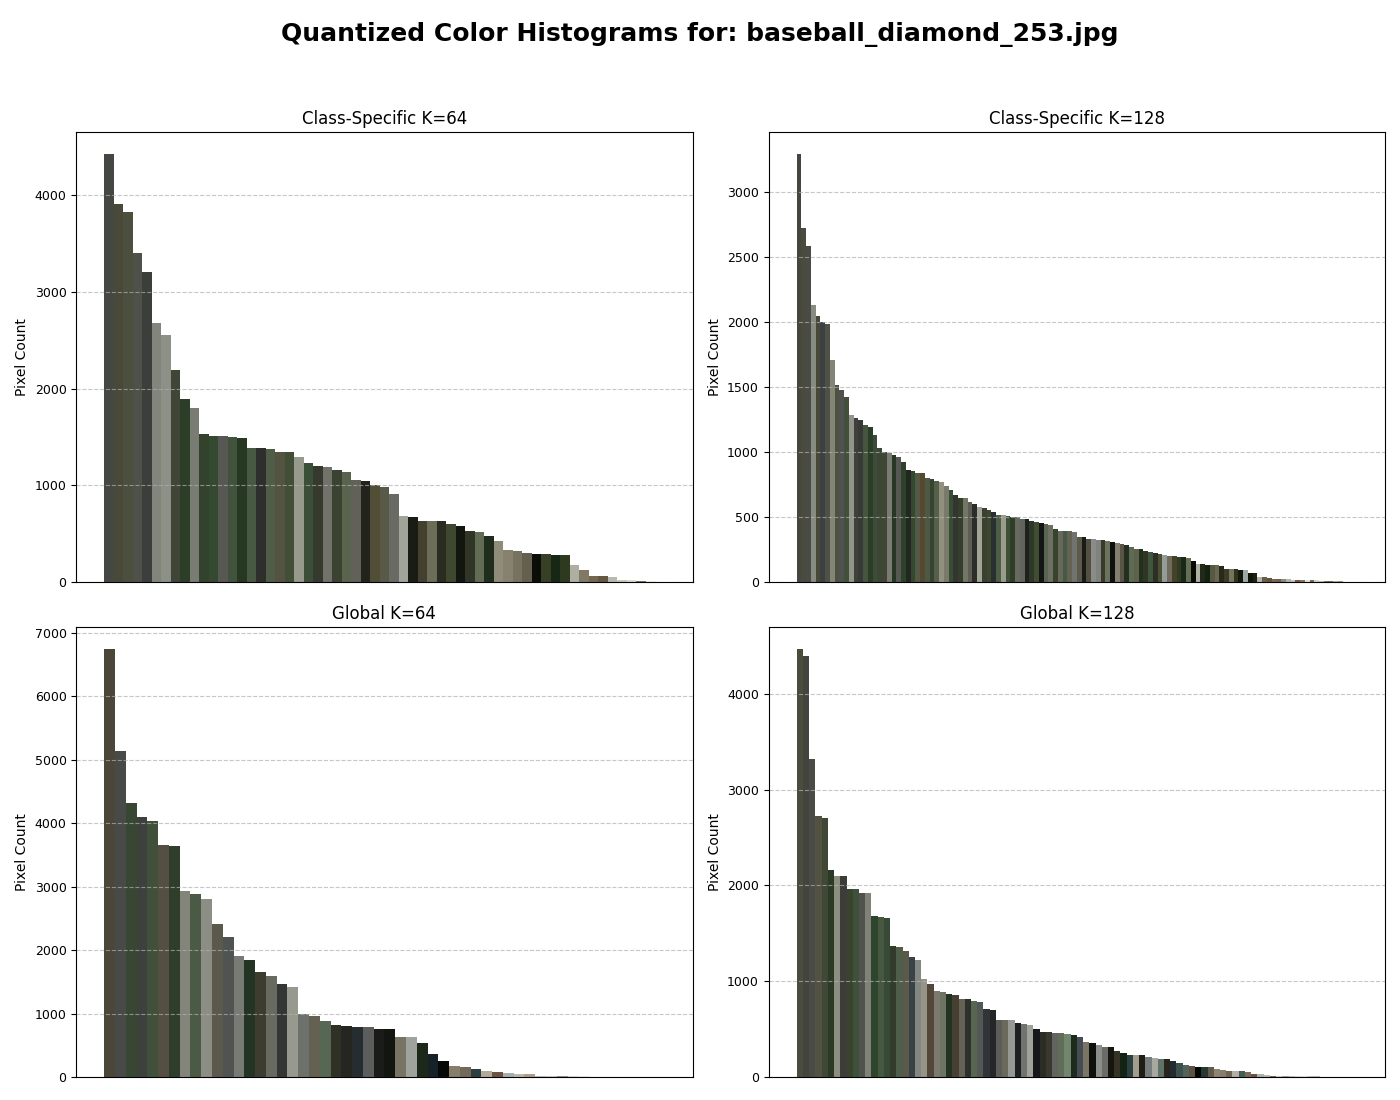 Quantized Color Histograms for: baseball_diamond_253.jpg
Class-Specific K=64
Pixel Count
4000
3000
2000
1000
0
Class-Specific K=128
Pixel Count
3000
2500
2000
1500
1000
500
0
Global K=64
Pixel Count
7000
6000
5000
4000
3000
2000
1000
0
Global K=128
Pixel Count
4000
3000
2000
1000
0